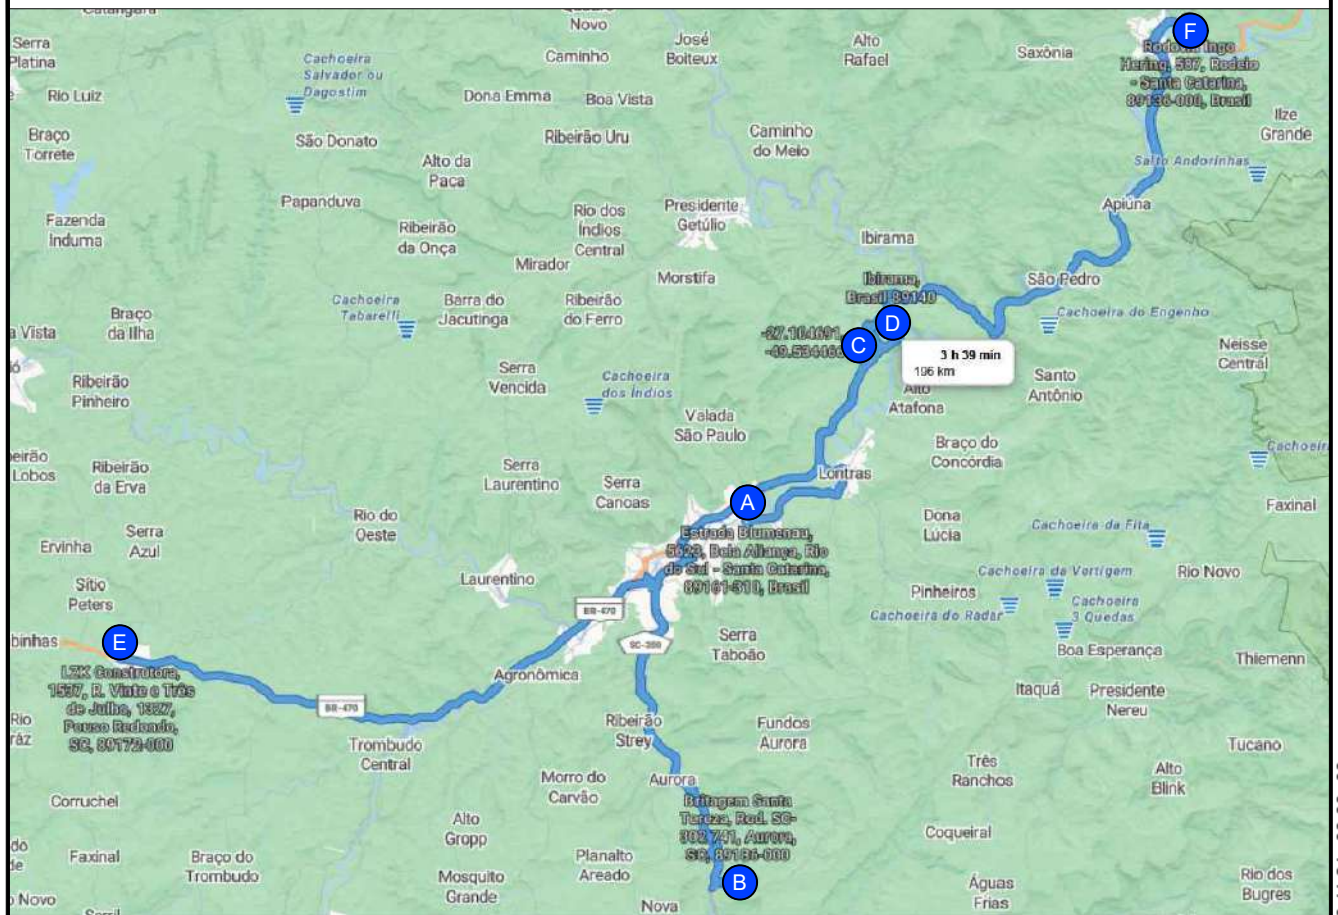 Catangara
Novo
Serra
Platina
Cachoeira
Salvador ou
Dagostim
Caminho
José
Boiteux
Alto
Rafael
Saxônia
F
Rodovia Ingo
Hering, 587, Rodeio
- Santa Catarina,
89136-000, Brasil
Rio Luiz
Dona Emma
Boa Vista
Ilze
Grande
Braço
Torrete
São Donato
Ribeirão Uru
Caminho
do Meio
Alto da
Paca
Salto Andorinhas
Papanduva
Fazenda
Induma
Ribeirão
da Onça
Rio dos
Índios
Central
Presidente
Getúlio
Apiúna
Ibirama
Mirador
Morstifa
Ibirama,
Brasil 89140
São Pedro
Cachoeira
Tabarelli
Barra do
Jacutinga
Ribeirão
do Ferro
Cachoeira do Engenho
a Vista
Braço
da Ilha
-27.104691,
C
D
3 h 39 min
196 km
Neisse
Central
Ribeirão
Pinheiro
Serra
Vencida
Cachoeira
dos Índios
Alto
Atafona
Santo
Antônio
Valada
São Paulo
Braço do
Concórdia
Cachoeir
Lobos
Ribeirão
da Erva
Serra
Laurentino
Serra
Canoas
Lontras
A
Estrada Blumenau,
5623, Bela Aliança, Rio
do Sul - Santa Catarina,
89161-310, Brasil
Faxinal
Rio do
Oeste
Dona
Lúcia
Cachoeira da Fita
Ervinha
Serra
Azul
Sítio
Peters
Laurentino
Cachoeira da Vertigem
Rio Novo
Pinheiros
Cachoeira do Radar
Cachoeira
3 Quedas
BR-470
SC-350
Serra
Taboão
Boa Esperança
Thiemenn
binhas
E
LZK Construtora,
1537, R. Vinte e Três
de Julho, 1327,
Pouso Redondo,
SC, 89172-000
Agronômica
Itaquá
Presidente
Nereu
BR-470
Rio
Ribeirão
Strey
Fundos
Aurora
Trombudo
Central
Tucano
Morro do
Carvão
Aurora
Três
Ranchos
Alto
Blink
Corruchel
Britagem Santa
Tereza, Rod. SC-
302, 741, Aurora,
SC, 89186-000
Alto
Gropp
Coqueiral
Faxinal
Braço do
Trombudo
Planalto
Areado
B
Mosquito
Grande
Águas
Frias
Rio dos
Bugres
Novo
Nova